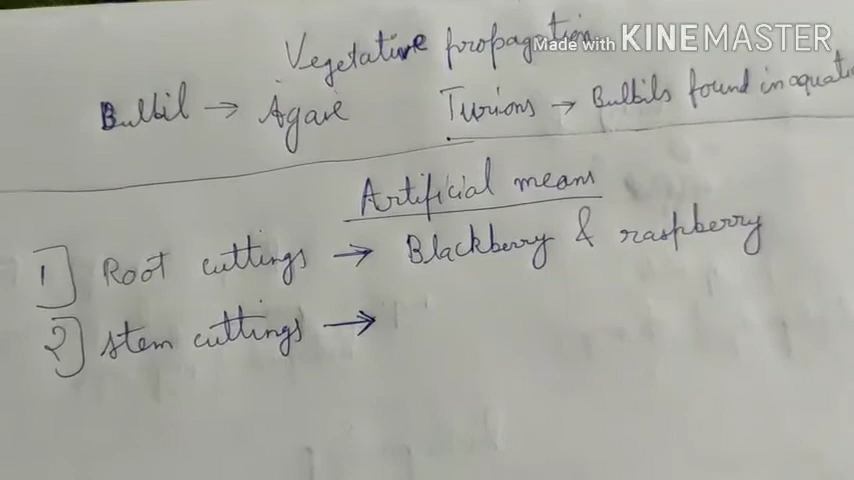 Vegetative propagation
Made with KINEMASTER
Bulbil → Agave Turions → Bulbils found in aquati
Artificial means
1] Root cuttings → Blackberry & raspberry
2] stem cuttings →